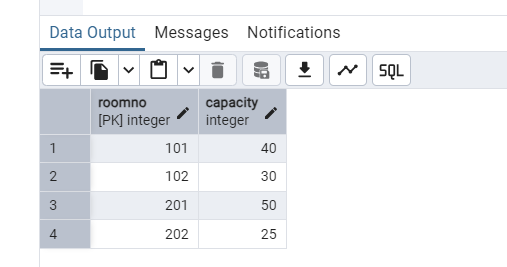 Data Output Messages Notifications
SQL
roomno capacity
[PK] integer integer
1 101 40
2 102 30
3 201 50
4 202 25